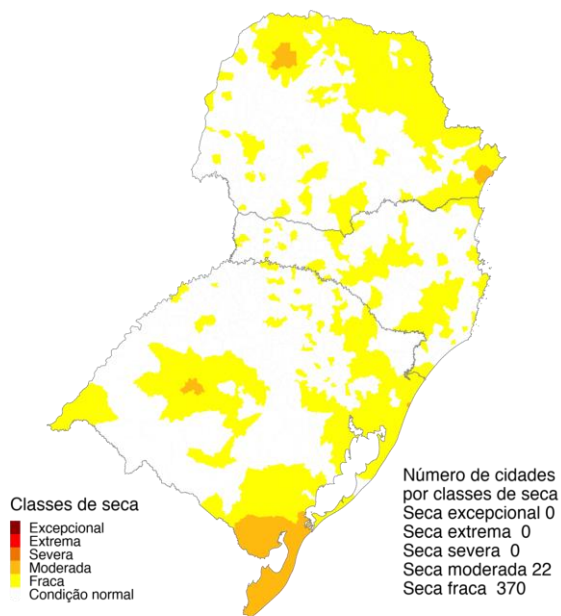 Classes de seca
Excepcional
Extrema
Severa
Moderada
Fraca
Condição normal
Número de cidades
por classes de seca
Seca excepcional 0
Seca extrema 0
Seca severa 0
Seca moderada 22
Seca fraca 370